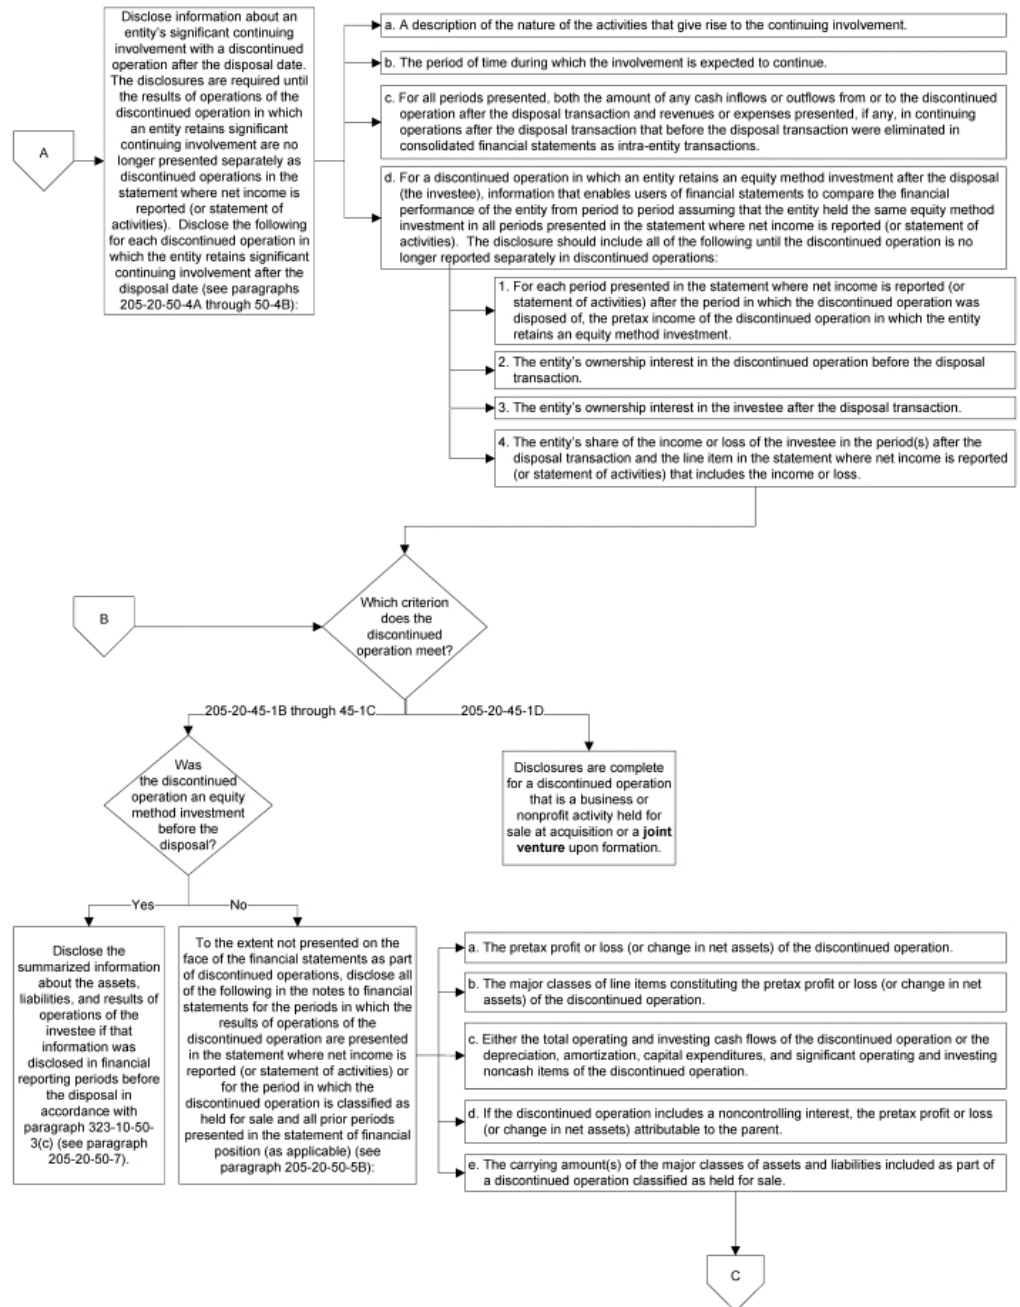 A
Disclose information about an
entity's significant continuing
involvement with a discontinued
operation after the disposal date.
The disclosures are required until
the results of operations of the
discontinued operation in which
an entity retains significant
continuing involvement are no
longer presented separately as
discontinued operations in the
statement where net income is
reported (or statement of
activities).  Disclose the following
for each discontinued operation in
which the entity retains significant
continuing involvement after the
disposal date (see paragraphs
205-20-50-4A through 50-4B):
a. A description of the nature of the activities that give rise to the continuing involvement.
b. The period of time during which the involvement is expected to continue.
c. For all periods presented, both the amount of any cash inflows or outflows from or to the discontinued
operation after the disposal transaction and revenues or expenses presented, if any, in continuing
operations after the disposal transaction that before the disposal transaction were eliminated in
consolidated financial statements as intra-entity transactions.
d. For a discontinued operation in which an entity retains an equity method investment after the disposal
(the investee), information that enables users of financial statements to compare the financial
performance of the entity from period to period assuming that the entity held the same equity method
investment in all periods presented in the statement where net income is reported (or statement of
activities).  The disclosure should include all of the following until the discontinued operation is no
longer reported separately in discontinued operations:
1. For each period presented in the statement where net income is reported (or
statement of activities) after the period in which the discontinued operation was
disposed of, the pretax income of the discontinued operation in which the entity
retains an equity method investment.
2. The entity's ownership interest in the discontinued operation before the disposal
transaction.
3. The entity's ownership interest in the investee after the disposal transaction.
4. The entity's share of the income or loss of the investee in the period(s) after the
disposal transaction and the line item in the statement where net income is reported
(or statement of activities) that includes the income or loss.
B
Which criterion
does the
discontinued
operation meet?
205-20-45-1B through 45-1C
205-20-45-1D
Was
the discontinued
operation an equity
method investment
before the
disposal?
Disclosures are complete
for a discontinued operation
that is a business or
nonprofit activity held for
sale at acquisition or a joint
venture upon formation.
Yes
No
Disclose the
summarized information
about the assets,
liabilities, and results of
operations of the
investee if that
information was
disclosed in financial
reporting periods before
the disposal in
accordance with
paragraph 323-10-50-
3(c) (see paragraph
205-20-50-7).
To the extent not presented on the
face of the financial statements as part
of discontinued operations, disclose all
of the following in the notes to financial
statements for the periods in which the
results of operations of the
discontinued operation are presented
in the statement where net income is
reported (or statement of activities) or
for the period in which the
discontinued operation is classified as
held for sale and all prior periods
presented in the statement of financial
position (as applicable) (see
paragraph 205-20-50-5B):
a. The pretax profit or loss (or change in net assets) of the discontinued operation.
b. The major classes of line items constituting the pretax profit or loss (or change in net
assets) of the discontinued operation.
c. Either the total operating and investing cash flows of the discontinued operation or the
depreciation, amortization, capital expenditures, and significant operating and investing
noncash items of the discontinued operation.
d. If the discontinued operation includes a noncontrolling interest, the pretax profit or loss
(or change in net assets) attributable to the parent.
e. The carrying amount(s) of the major classes of assets and liabilities included as part of
a discontinued operation classified as held for sale.
C